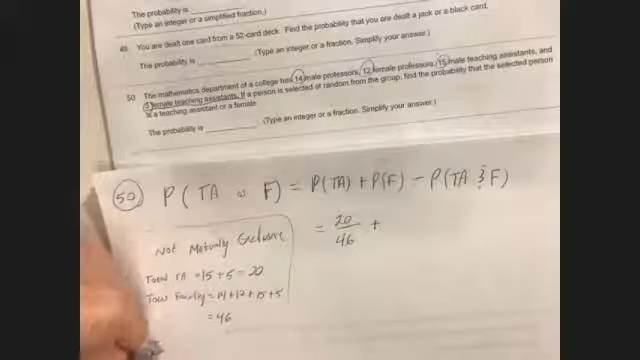 The probability is
(Type an integer or a simplified fraction.)
49 You are dealt one card from a 52-card deck. Find the probability that you are dealt a jack or a black card.
The probability is ________ (Type an integer or a fraction. Simplify your answer.)
50 The mathematics department of a college has 14 male professors, 12 female professors, 15 male teaching assistants, and
5 female teaching assistants. If a person is selected at random from the group, find the probability that the selected person
is a teaching assistant or a female.
The probability is ________ (Type an integer or a fraction. Simplify your answer.)
50) P(TA or F) = P(TA) + P(F) - P(TA & F)
= 20/46 +
Not Mutually Exclusive
Total TA = 15 + 5 = 20
Total Faculty = 14 + 12 + 15 + 5
= 46